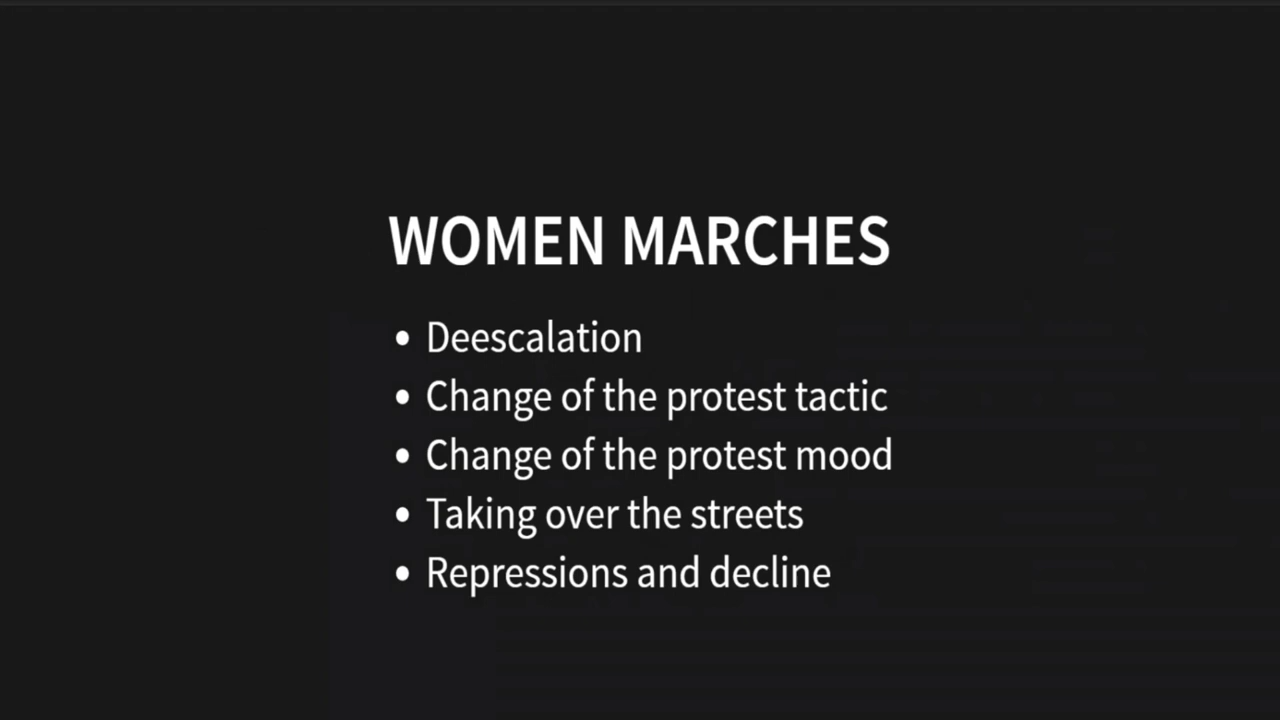 WOMEN MARCHES
• Deescalation
• Change of the protest tactic
• Change of the protest mood
• Taking over the streets
• Repressions and decline